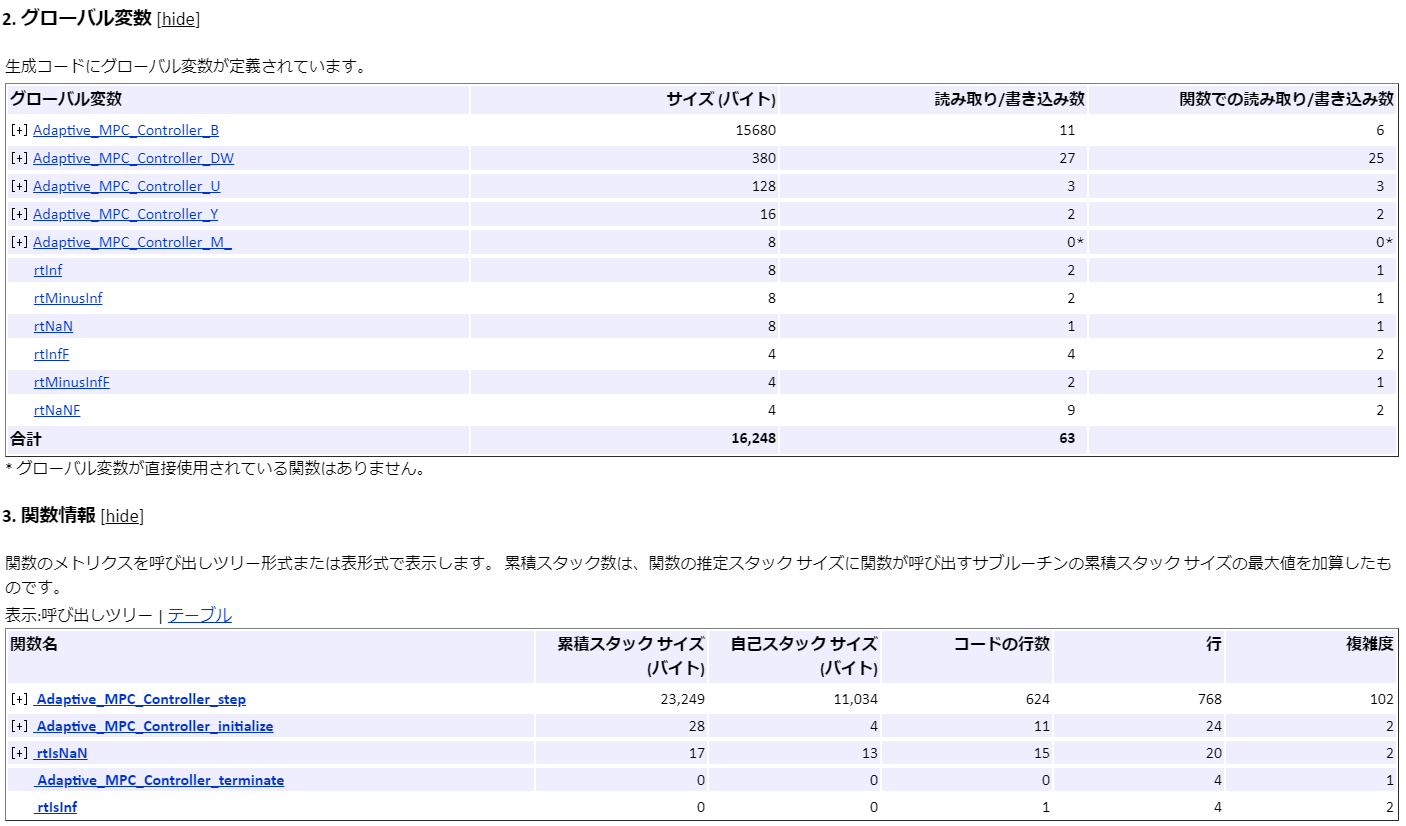 2. グローバル変数 [hide]
生成コードにグローバル変数が定義されています。
グローバル変数 サイズ (バイト) 読み取り/書き込み数 関数での読み取り/書き込み数
[+] Adaptive_MPC_Controller_B 15680 11 6
[+] Adaptive_MPC_Controller_DW 380 27 25
[+] Adaptive_MPC_Controller_U 128 3 3
[+] Adaptive_MPC_Controller_Y 16 2 2
[+] Adaptive_MPC_Controller_M_ 8 0* 0*
rtInf 8 2 1
rtMinusInf 8 2 1
rtNaN 8 1 1
rtInfF 4 4 2
rtMinusInfF 4 2 1
rtNaNF 4 9 2
合計 16,248 63
* グローバル変数が直接使用されている関数はありません。
3. 関数情報 [hide]
関数のメトリクスを呼び出しツリー形式または表形式で表示します。 累積スタック数は、関数の推定スタック サイズに関数が呼び出すサブルーチンの累積スタック サイズの最大値を加算したも
のです。
表示:呼び出しツリー | テーブル
関数名 累積スタック サイズ 自己スタック サイズ コードの行数 行 複雑度
(バイト) (バイト)
[+] Adaptive_MPC_Controller_step 23,249 11,034 624 768 102
[+] Adaptive_MPC_Controller_initialize 28 4 11 24 2
[+] rtIsNaN 17 13 15 20 2
Adaptive_MPC_Controller_terminate 0 0 0 4 1
rtIsInf 0 0 1 4 2